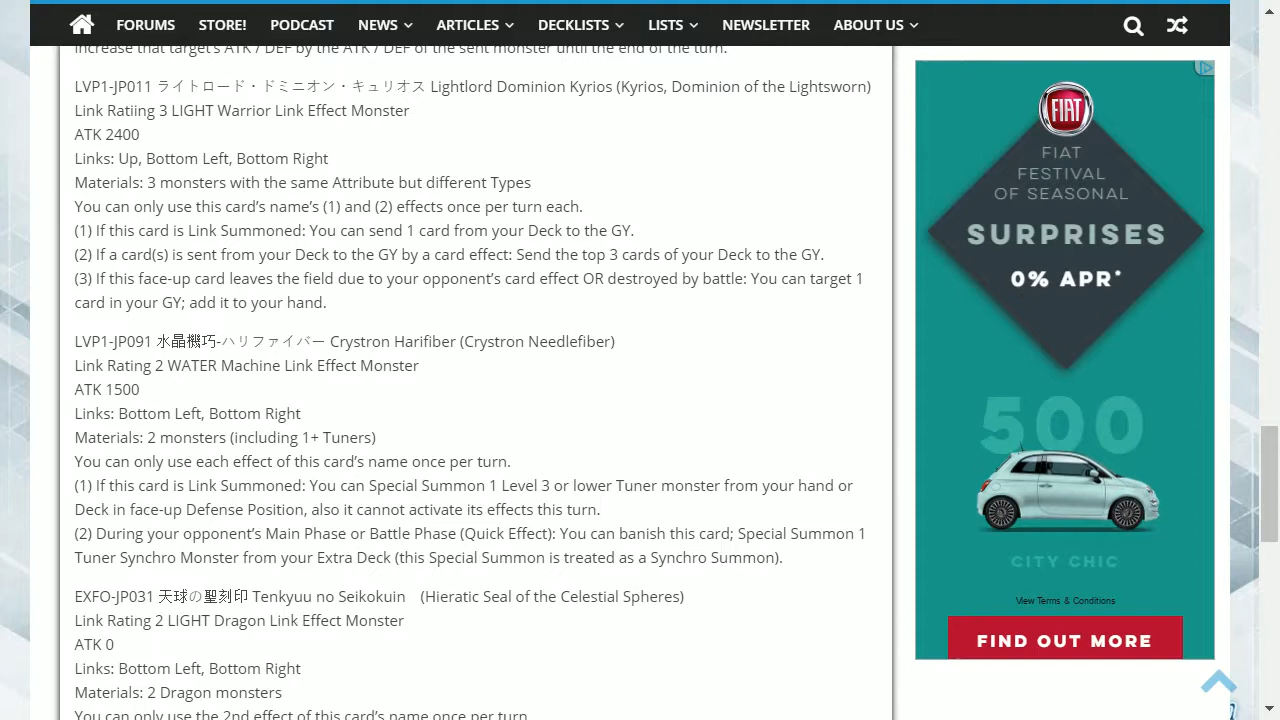 FORUMS STORE! PODCAST NEWS ARTICLES DECKLISTS LISTS NEWSLETTER ABOUT US
increase that target's ATK / DEF by the ATK / DEF of the sent monster until the end of the turn.
LVP1-JP011 ライトロード・ドミニオン・キュリオス Lightlord Dominion Kyrios (Kyrios, Dominion of the Lightsworn)
Link Ratiing 3 LIGHT Warrior Link Effect Monster
ATK 2400
Links: Up, Bottom Left, Bottom Right
Materials: 3 monsters with the same Attribute but different Types
You can only use this card's name's (1) and (2) effects once per turn each.
(1) If this card is Link Summoned: You can send 1 card from your Deck to the GY.
(2) If a card(s) is sent from your Deck to the GY by a card effect: Send the top 3 cards of your Deck to the GY.
(3) If this face-up card leaves the field due to your opponent's card effect OR destroyed by battle: You can target 1
card in your GY; add it to your hand.
LVP1-JP091 水晶機巧-ハリファイバー Crystron Harifiber (Crystron Needlefiber)
Link Rating 2 WATER Machine Link Effect Monster
ATK 1500
Links: Bottom Left, Bottom Right
Materials: 2 monsters (including 1+ Tuners)
You can only use each effect of this card's name once per turn.
(1) If this card is Link Summoned: You can Special Summon 1 Level 3 or lower Tuner monster from your hand or
Deck in face-up Defense Position, also it cannot activate its effects this turn.
(2) During your opponent's Main Phase or Battle Phase (Quick Effect): You can banish this card; Special Summon 1
Tuner Synchro Monster from your Extra Deck (this Special Summon is treated as a Synchro Summon).
EXFO-JP031 天球の聖刻印 Tenkyuu no Seikokuin (Hieratic Seal of the Celestial Spheres)
Link Rating 2 LIGHT Dragon Link Effect Monster
ATK 0
Links: Bottom Left, Bottom Right
Materials: 2 Dragon monsters
You can only use the 2nd effect of this card's name once per turn.
FIAT
FIAT
FESTIVAL
OF SEASONAL
SURPRISES
0% APR*
500
CITY CHIC
View Terms & Conditions
FIND OUT MORE